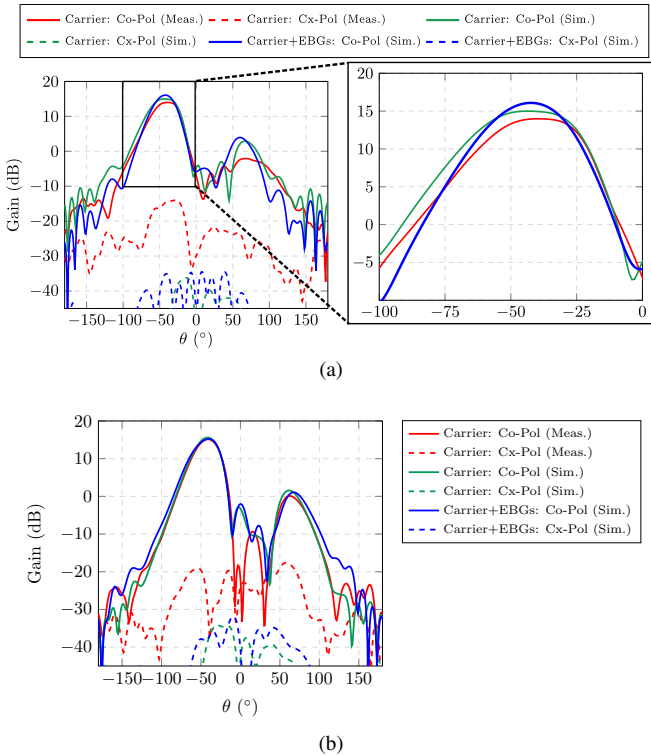 Carrier: Co-Pol (Meas.) Carrier: Cx-Pol (Meas.) Carrier: Co-Pol (Sim.)
Carrier: Cx-Pol (Sim.) Carrier+EBGs: Co-Pol (Sim.) Carrier+EBGs: Cx-Pol (Sim.)
Gain (dB)
20
10
0
−10
−20
−30
−40
−150 −100 −50 0 50 100 150
θ (°)
20
15
10
5
0
−5
−100 −75 −50 −25 0
(a)
Gain (dB)
20
10
0
−10
−20
−30
−40
−150 −100 −50 0 50 100 150
θ (°)
Carrier: Co-Pol (Meas.)
Carrier: Cx-Pol (Meas.)
Carrier: Co-Pol (Sim.)
Carrier: Cx-Pol (Sim.)
Carrier+EBGs: Co-Pol (Sim.)
Carrier+EBGs: Cx-Pol (Sim.)
(b)